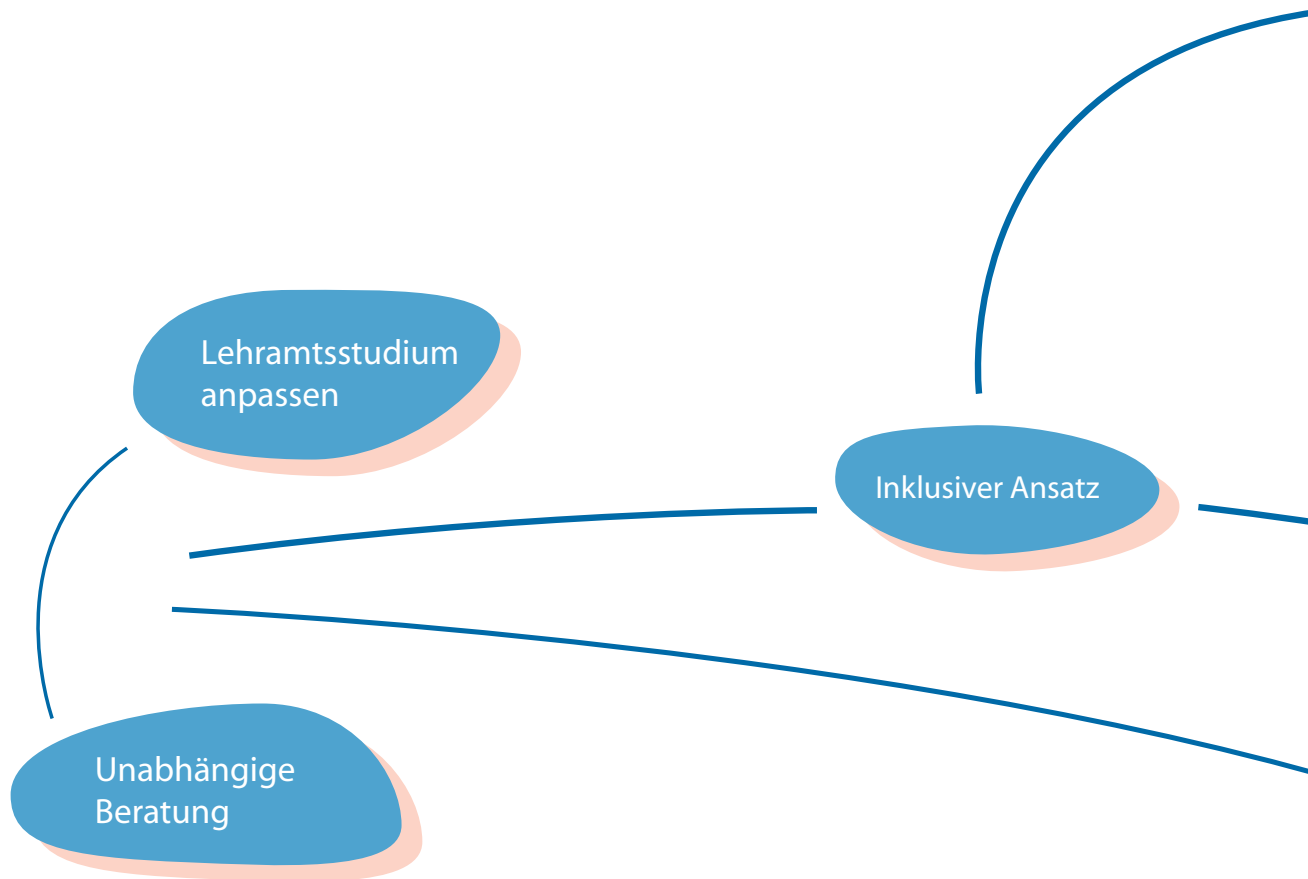 Lehramtsstudium
anpassen
Inklusiver Ansatz
Unabhängige
Beratung